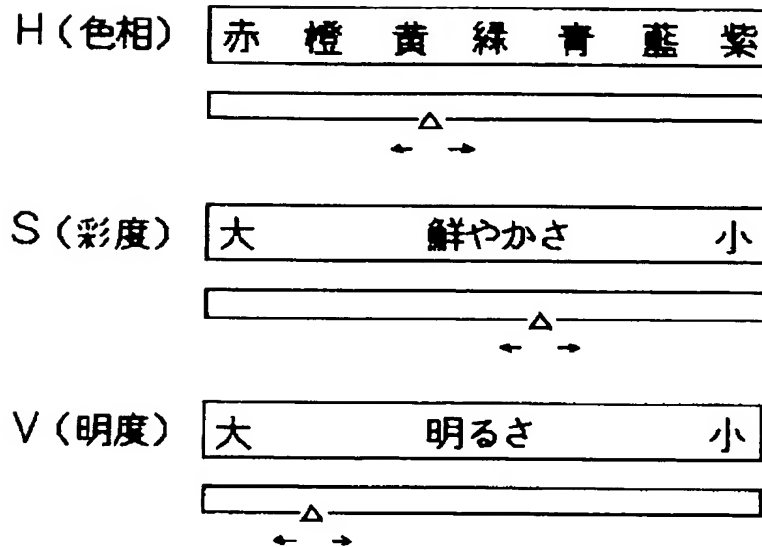 H（色相） 赤 橙 黄 緑 青 藍 紫
S（彩度） 大 鮮やかさ 小
V（明度） 大 明るさ 小